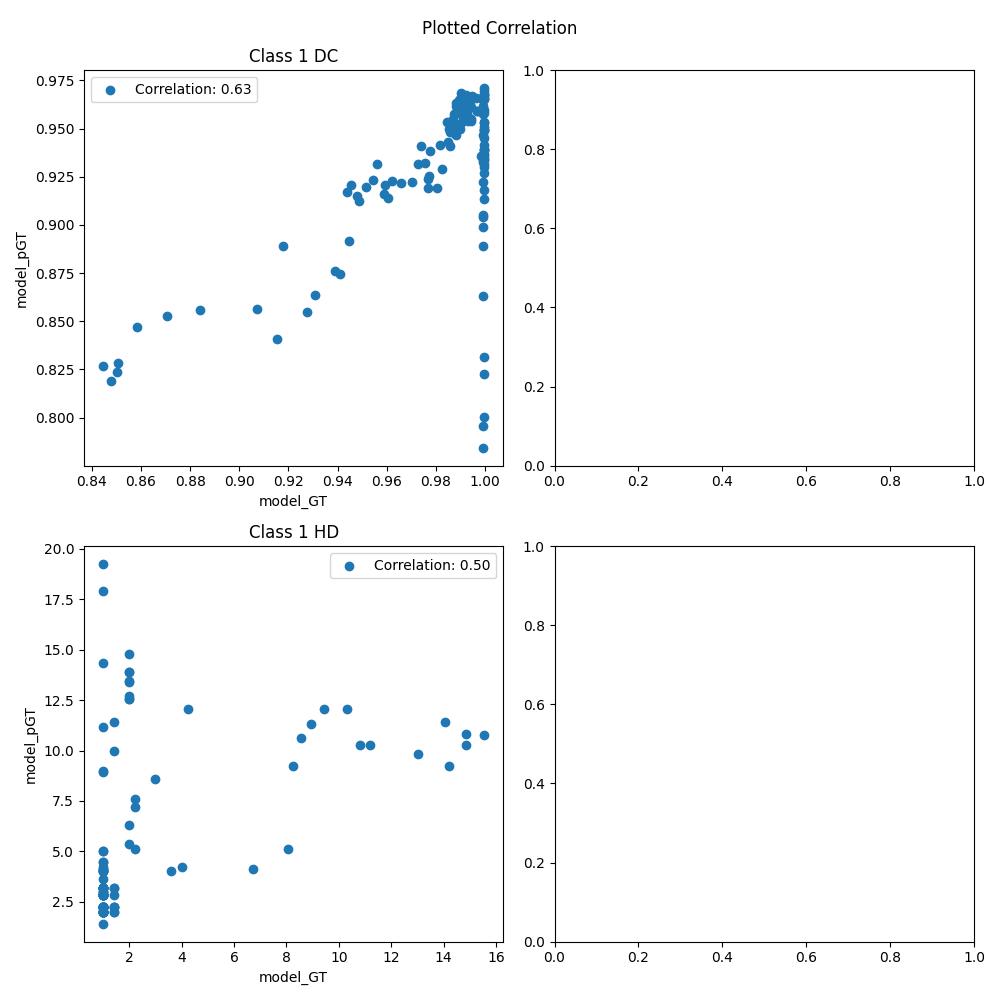 Plotted Correlation
Class 1 DC
Correlation: 0.63
0.975
0.950
0.925
0.900
0.875
0.850
0.825
0.800
model_pGT
0.84 0.86 0.88 0.90 0.92 0.94 0.96 0.98 1.00
model_GT
1.0
0.8
0.6
0.4
0.2
0.0
0.0 0.2 0.4 0.6 0.8 1.0
Class 1 HD
Correlation: 0.50
20.0
17.5
15.0
12.5
10.0
7.5
5.0
2.5
model_pGT
2 4 6 8 10 12 14 16
model_GT
1.0
0.8
0.6
0.4
0.2
0.0
0.0 0.2 0.4 0.6 0.8 1.0